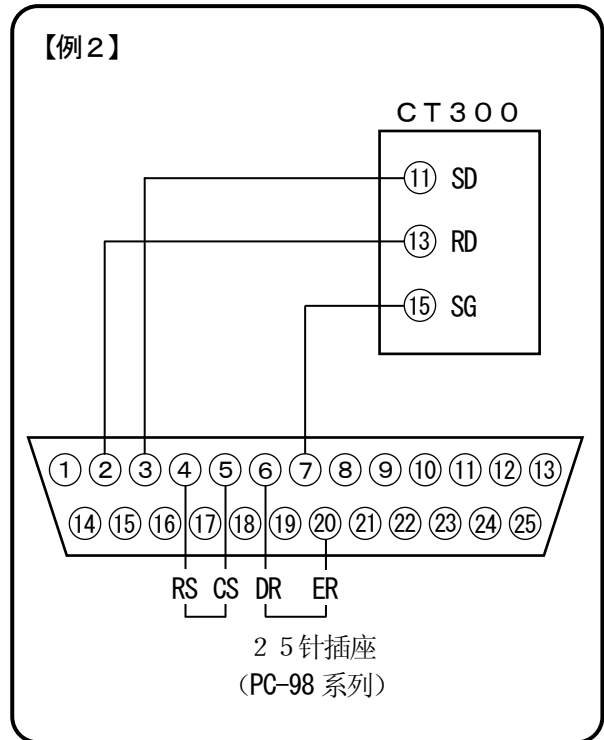 【例２】
ＣＴ３００
⑪ SD
⑬ RD
⑮ SG
① ② ③ ④ ⑤ ⑥ ⑦ ⑧ ⑨ ⑩ ⑪ ⑫ ⑬
⑭ ⑮ ⑯ ⑰ ⑱ ⑲ ⑳ ㉑ ㉒ ㉓ ㉔ ㉕
RS CS DR ER
２５针插座
（PC-98 系列）